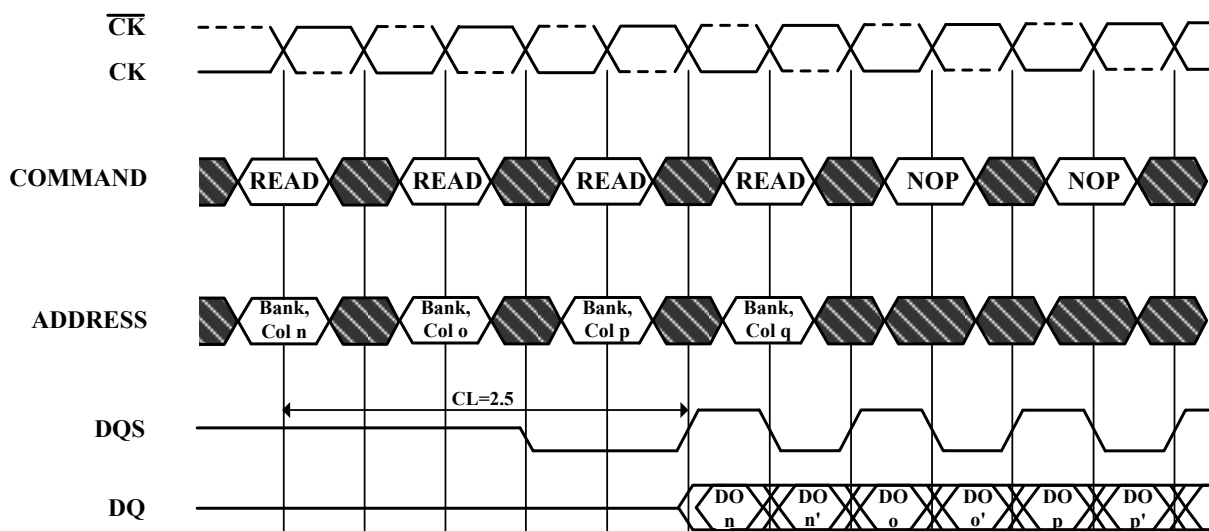 CK
CK
COMMAND READ READ READ READ NOP NOP
ADDRESS Bank, Col n Bank, Col o Bank, Col p Bank, Col q
CL=2.5
DQS
DQ DO n DO n' DO o DO o' DO p DO p'